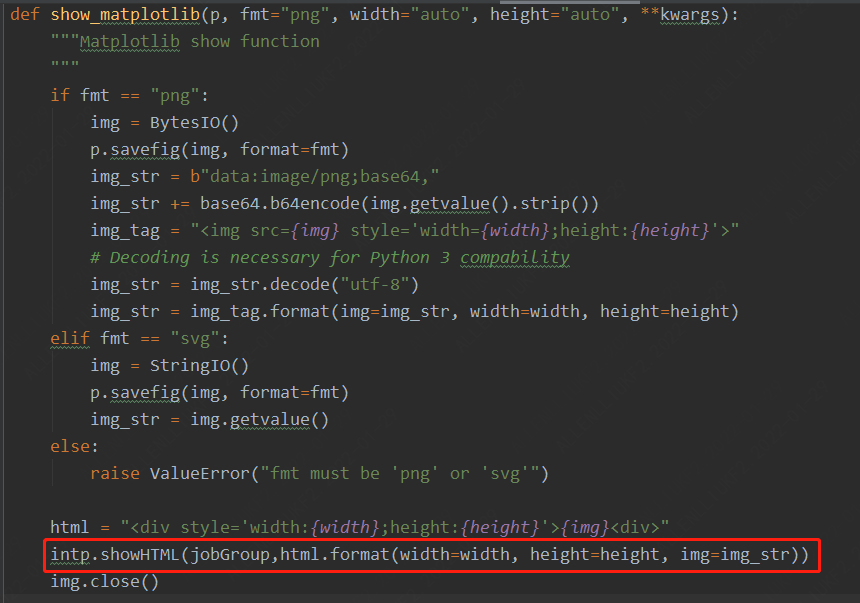 def show_matplotlib(p, fmt="png", width="auto", height="auto", **kwargs):
    """Matplotlib show function
    """
    if fmt == "png":
        img = BytesIO()
        p.savefig(img, format=fmt)
        img_str = b"data:image/png;base64,"
        img_str += base64.b64encode(img.getvalue().strip())
        img_tag = "<img src={img} style='width={width};height:{height}'>"
        # Decoding is necessary for Python 3 compability
        img_str = img_str.decode("utf-8")
        img_str = img_tag.format(img=img_str, width=width, height=height)
    elif fmt == "svg":
        img = StringIO()
        p.savefig(img, format=fmt)
        img_str = img.getvalue()
    else:
        raise ValueError("fmt must be 'png' or 'svg'")

    html = "<div style='width:{width};height:{height}'>{img}<div>"
    intp.showHTML(jobGroup,html.format(width=width, height=height, img=img_str))
    img.close()